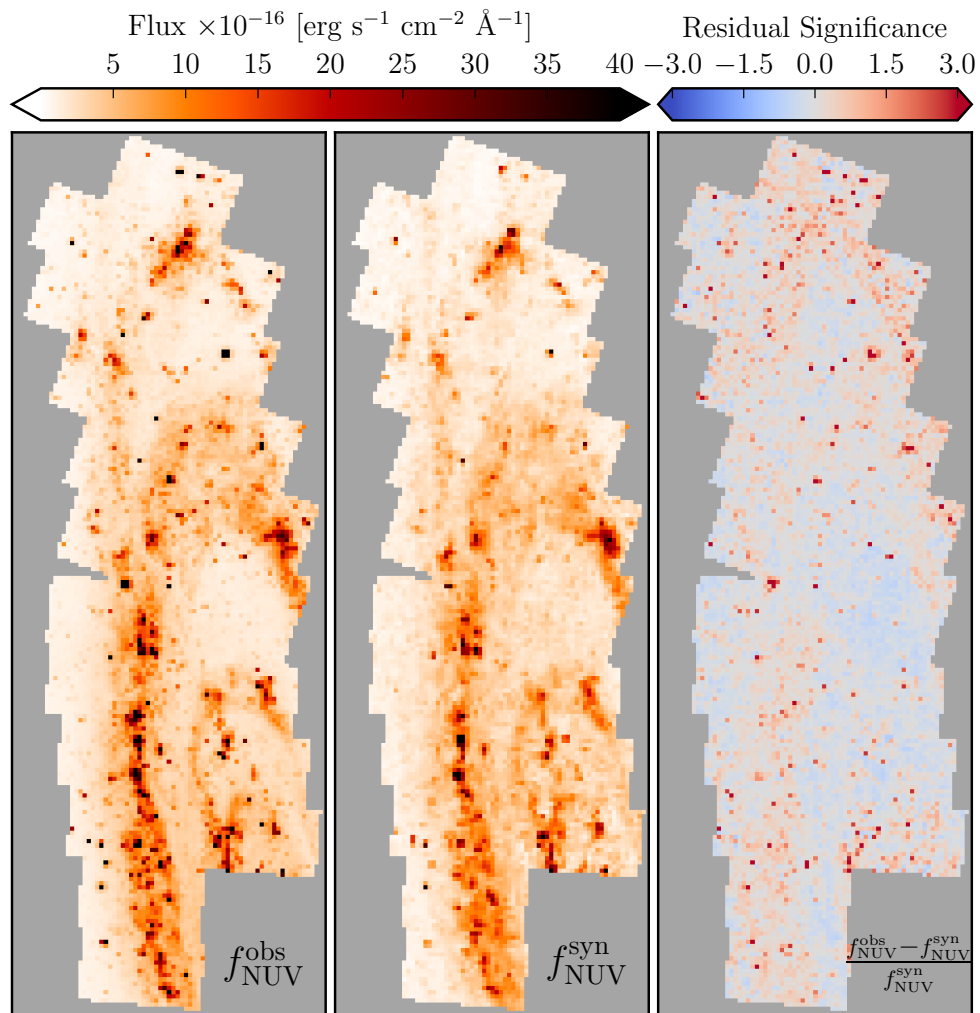 Flux ×10⁻¹⁶ [erg s⁻¹ cm⁻² Å⁻¹]
Residual Significance
5 10 15 20 25 30 35 40
−3.0 −1.5 0.0 1.5 3.0
f^obs_NUV
f^syn_NUV
f^obs_NUV − f^syn_NUV
f^syn_NUV